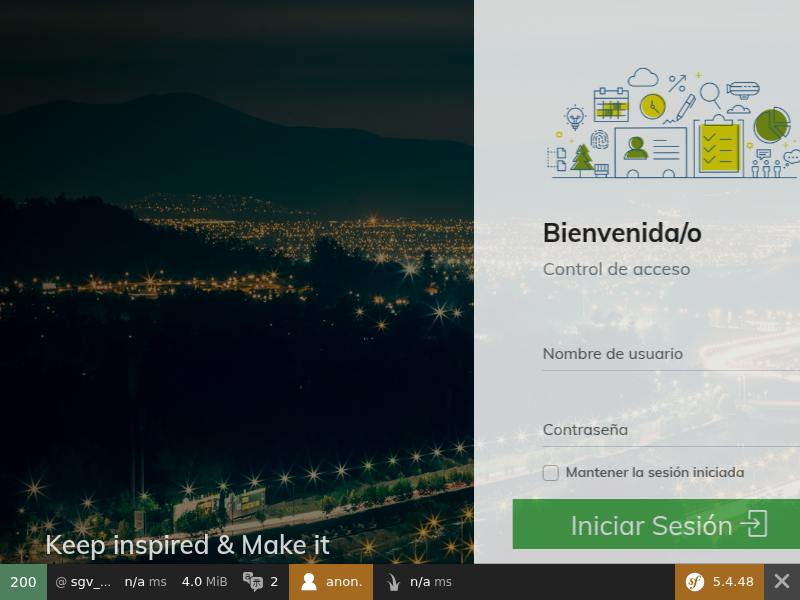 Bienvenida/o
Control de acceso
Nombre de usuario
Contraseña
Mantener la sesión iniciada
Iniciar Sesión
Keep inspired & Make it
200 @ sgv_... n/a ms 4.0 MiB 2 anon. n/a ms sf 5.4.48